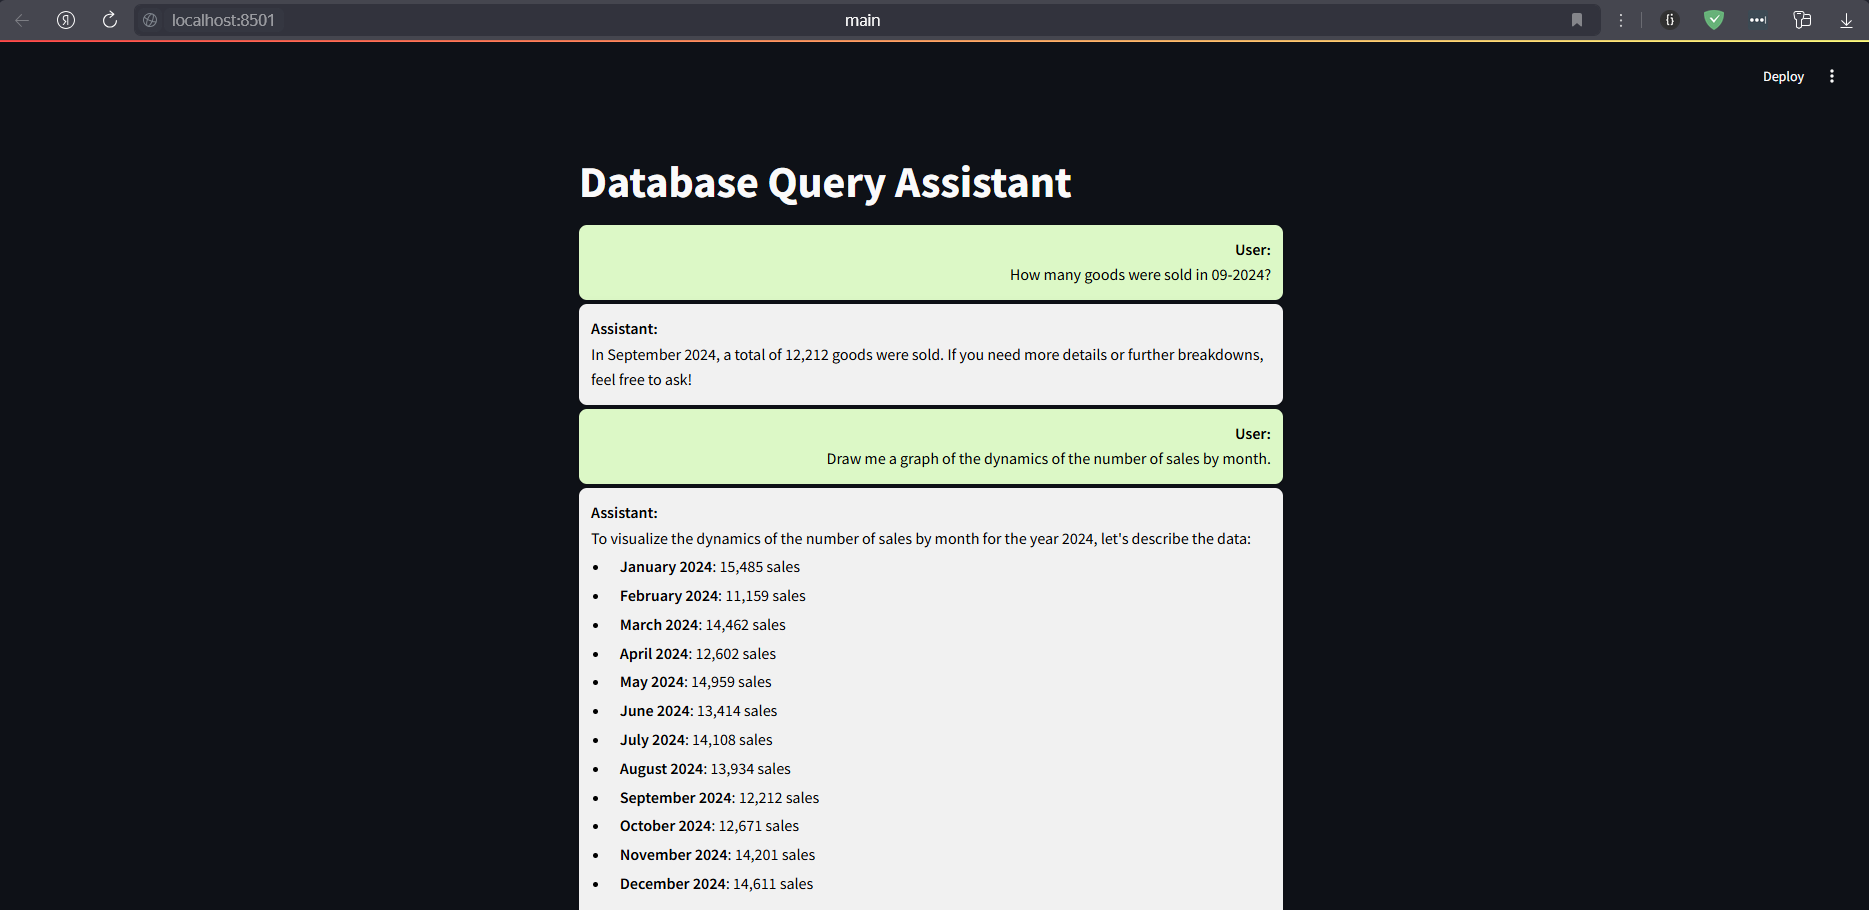 localhost:8501
main
Deploy
Database Query Assistant
User:
How many goods were sold in 09-2024?
Assistant:
In September 2024, a total of 12,212 goods were sold. If you need more details or further breakdowns,
feel free to ask!
User:
Draw me a graph of the dynamics of the number of sales by month.
Assistant:
To visualize the dynamics of the number of sales by month for the year 2024, let's describe the data:
• January 2024: 15,485 sales
• February 2024: 11,159 sales
• March 2024: 14,462 sales
• April 2024: 12,602 sales
• May 2024: 14,959 sales
• June 2024: 13,414 sales
• July 2024: 14,108 sales
• August 2024: 13,934 sales
• September 2024: 12,212 sales
• October 2024: 12,671 sales
• November 2024: 14,201 sales
• December 2024: 14,611 sales